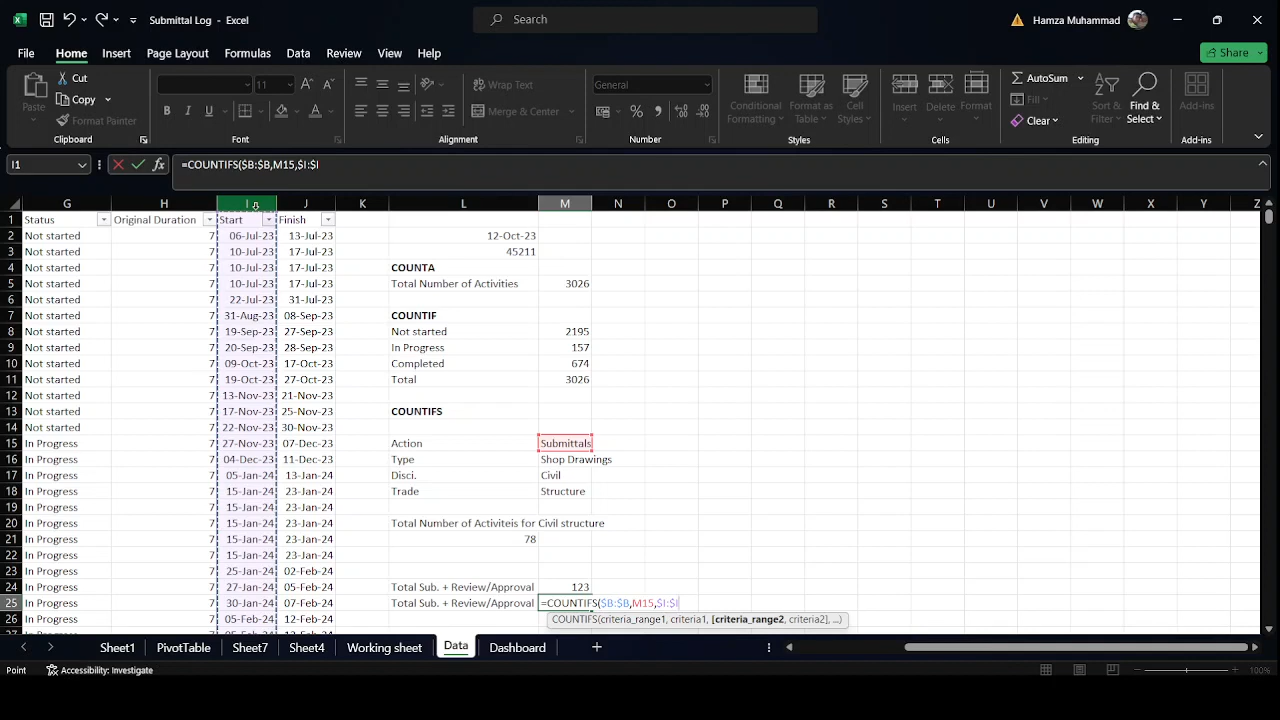 Submittal Log - Excel
Search
Hamza Muhammad
File Home Insert Page Layout Formulas Data Review View Help
Share
Paste
Cut
Copy
Format Painter
Clipboard
11
B I U
Font
Wrap Text
Merge & Center
Alignment
General
Number
Conditional Formatting
Format as Table
Cell Styles
Styles
Insert Delete Format
Cells
AutoSum
Fill
Clear
Sort & Filter
Find & Select
Editing
Add-ins
Add-ins
I1 =COUNTIFS($B:$B,M15,$I:$I
G H I J K L M N O P Q R S T U V W X Y Z
1 Status Original Duration Start Finish
2 Not started 7 06-Jul-23 13-Jul-23 12-Oct-23
3 Not started 7 10-Jul-23 17-Jul-23 45211
4 Not started 7 10-Jul-23 17-Jul-23 COUNTA
5 Not started 7 10-Jul-23 17-Jul-23 Total Number of Activities 3026
6 Not started 7 22-Jul-23 31-Jul-23
7 Not started 7 31-Aug-23 08-Sep-23 COUNTIF
8 Not started 7 19-Sep-23 27-Sep-23 Not started 2195
9 Not started 7 20-Sep-23 28-Sep-23 In Progress 157
10 Not started 7 09-Oct-23 17-Oct-23 Completed 674
11 Not started 7 19-Oct-23 27-Oct-23 Total 3026
12 Not started 7 13-Nov-23 21-Nov-23
13 Not started 7 17-Nov-23 25-Nov-23 COUNTIFS
14 Not started 7 22-Nov-23 30-Nov-23
15 In Progress 7 27-Nov-23 07-Dec-23 Action Submittals
16 In Progress 7 04-Dec-23 11-Dec-23 Type Shop Drawings
17 In Progress 7 05-Jan-24 13-Jan-24 Disci. Civil
18 In Progress 7 15-Jan-24 23-Jan-24 Trade Structure
19 In Progress 7 15-Jan-24 23-Jan-24
20 In Progress 7 15-Jan-24 23-Jan-24 Total Number of Activiteis for Civil structure
21 In Progress 7 15-Jan-24 23-Jan-24 78
22 In Progress 7 15-Jan-24 23-Jan-24
23 In Progress 7 25-Jan-24 02-Feb-24
24 In Progress 7 27-Jan-24 05-Feb-24 Total Sub. + Review/Approval 123
25 In Progress 7 30-Jan-24 07-Feb-24 Total Sub. + Review/Approval =COUNTIFS($B:$B,M15,$I:$I
26 In Progress 7 05-Feb-24 12-Feb-24
COUNTIFS(criteria_range1, criteria1, [criteria_range2, criteria2], ...)
Sheet1 PivotTable Sheet7 Sheet4 Working sheet Data Dashboard
Point
Accessibility: Investigate
100%